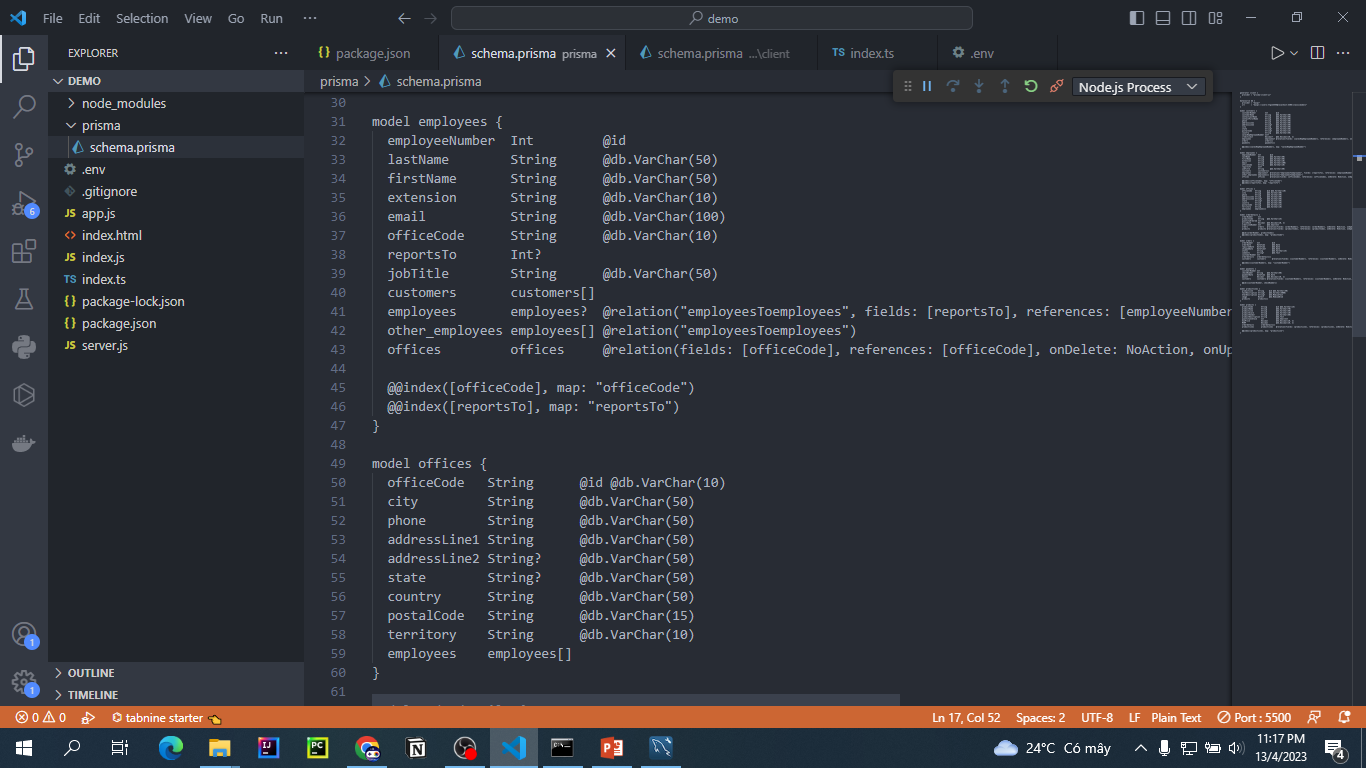 File Edit Selection View Go Run ···
demo
EXPLORER
DEMO
node_modules
prisma
schema.prisma
.env
.gitignore
JS app.js
<> index.html
JS index.js
TS index.ts
{} package-lock.json
{} package.json
JS server.js
OUTLINE
TIMELINE
6
1
1
{} package.json
schema.prisma prisma
schema.prisma ...\client
TS index.ts
.env
prisma > schema.prisma
Node.js Process
30
31 model employees {
32   employeeNumber  Int         @id
33   lastName        String      @db.VarChar(50)
34   firstName       String      @db.VarChar(50)
35   extension       String      @db.VarChar(10)
36   email           String      @db.VarChar(100)
37   officeCode      String      @db.VarChar(10)
38   reportsTo       Int?
39   jobTitle        String      @db.VarChar(50)
40   customers       customers[]
41   employees       employees?  @relation("employeesToemployees", fields: [reportsTo], references: [employeeNumber
42   other_employees employees[] @relation("employeesToemployees")
43   offices         offices     @relation(fields: [officeCode], references: [officeCode], onDelete: NoAction, onUp
44
45   @@index([officeCode], map: "officeCode")
46   @@index([reportsTo], map: "reportsTo")
47 }
48
49 model offices {
50   officeCode   String      @id @db.VarChar(10)
51   city         String      @db.VarChar(50)
52   phone        String      @db.VarChar(50)
53   addressLine1 String      @db.VarChar(50)
54   addressLine2 String?     @db.VarChar(50)
55   state        String?     @db.VarChar(50)
56   country      String      @db.VarChar(50)
57   postalCode   String      @db.VarChar(15)
58   territory    String      @db.VarChar(10)
59   employees    employees[]
60 }
61
0 0 tabnine starter
Ln 17, Col 52 Spaces: 2 UTF-8 LF Plain Text Port : 5500
24°C Có mây
11:17 PM
13/4/2023
4